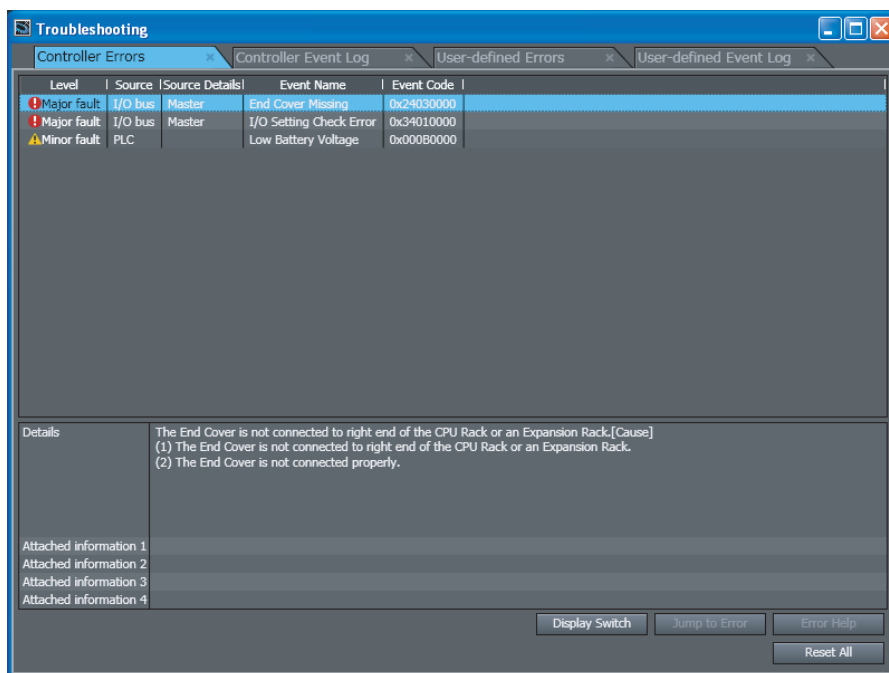 Troubleshooting
Controller Errors × Controller Event Log × User-defined Errors × User-defined Event Log ×
Level Source Source Details Event Name Event Code
Major fault I/O bus Master End Cover Missing 0x24030000
Major fault I/O bus Master I/O Setting Check Error 0x34010000
Minor fault PLC Low Battery Voltage 0x000B0000
Details The End Cover is not connected to right end of the CPU Rack or an Expansion Rack.[Cause]
(1) The End Cover is not connected to right end of the CPU Rack or an Expansion Rack.
(2) The End Cover is not connected properly.
Attached information 1
Attached information 2
Attached information 3
Attached information 4
Display Switch Jump to Error Error Help
Reset All